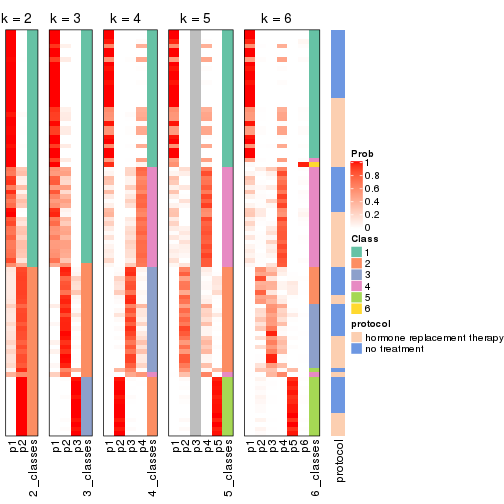 k = 2
k = 3
k = 4
k = 5
k = 6
Prob
1
0.8
0.6
0.4
0.2
0
Class
1
2
3
4
5
6
protocol
hormone replacement therapy
no treatment
p1
p2
2_classes
p1
p2
p3
3_classes
p1
p2
p3
p4
4_classes
p1
p2
p3
p4
p5
5_classes
p1
p2
p3
p4
p5
p6
6_classes
protocol